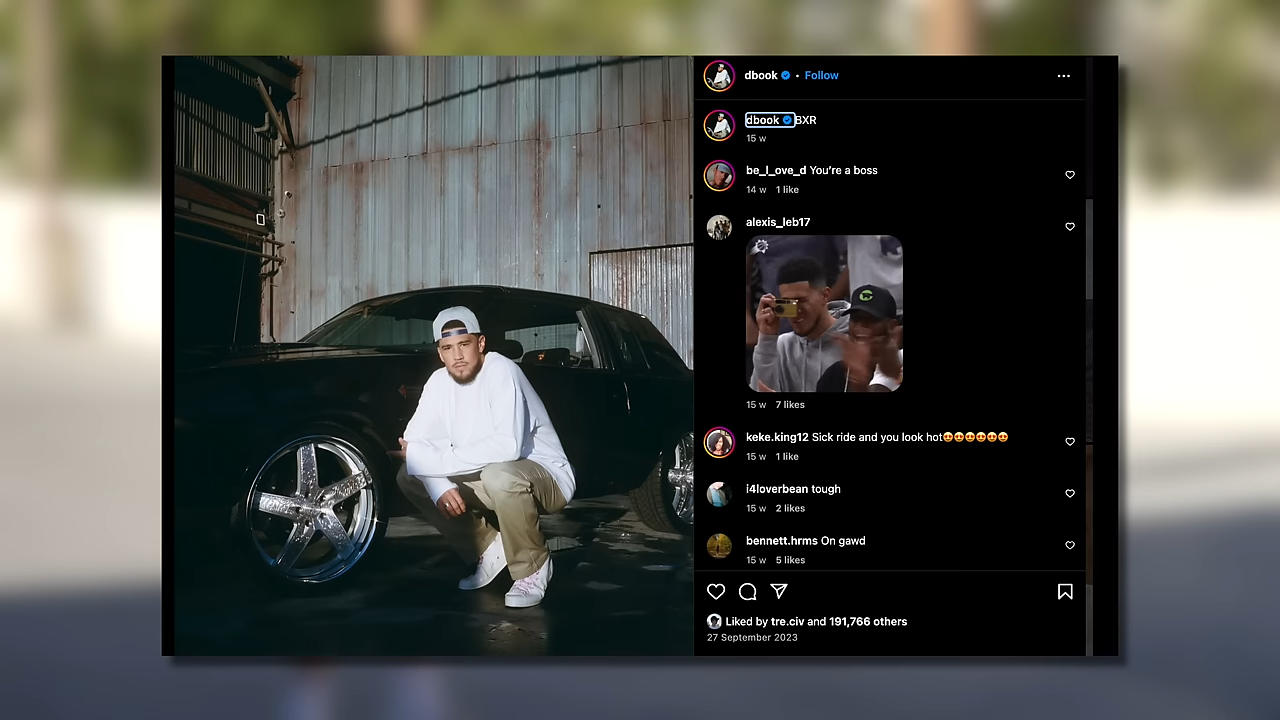 dbook • Follow
dbook BXR
15 w
be_l_ove_d You're a boss
14 w 1 like
alexis_leb17
15 w 7 likes
keke.king12 Sick ride and you look hot😍😍😍😍😍😍
15 w 1 like
i4loverbean tough
15 w 2 likes
bennett.hrms On gawd
15 w 5 likes
Liked by tre.civ and 191,766 others
27 September 2023